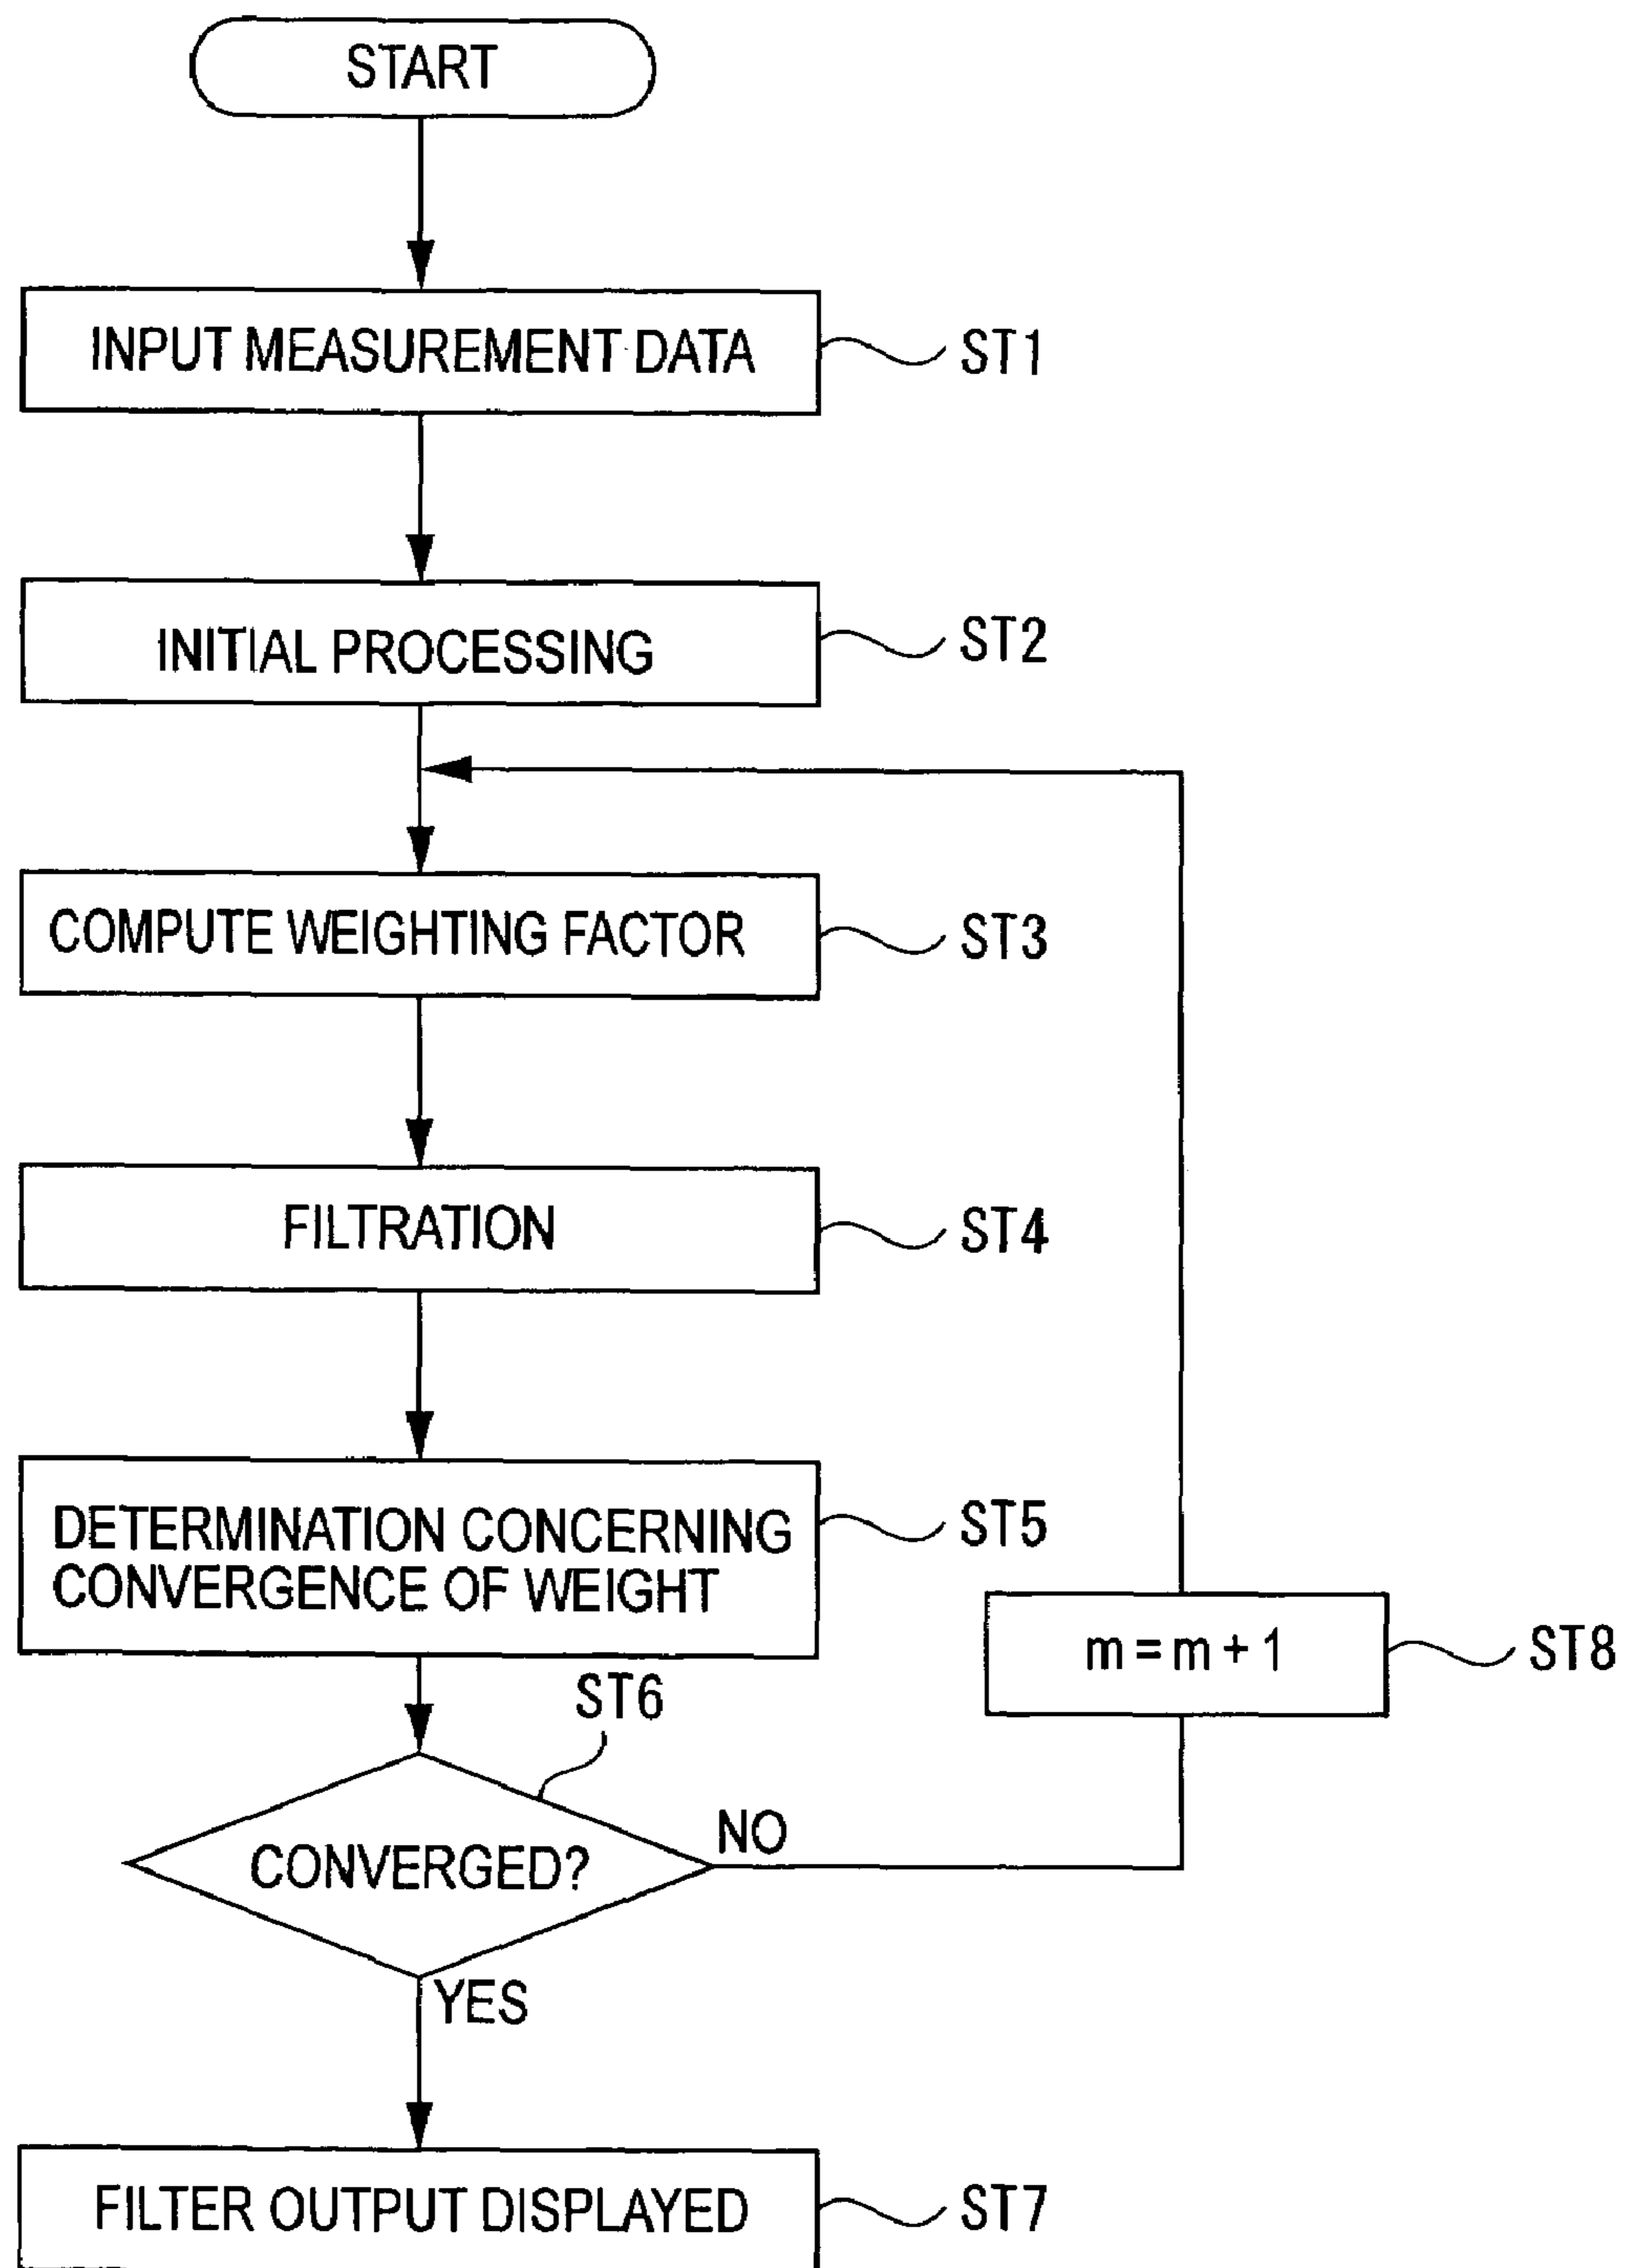 START
INPUT MEASUREMENT DATA
ST1
INITIAL PROCESSING
ST2
COMPUTE WEIGHTING FACTOR
ST3
FILTRATION
ST4
DETERMINATION CONCERNING
CONVERGENCE OF WEIGHT
ST5
m = m + 1
ST8
ST6
CONVERGED?
NO
YES
FILTER OUTPUT DISPLAYED
ST7